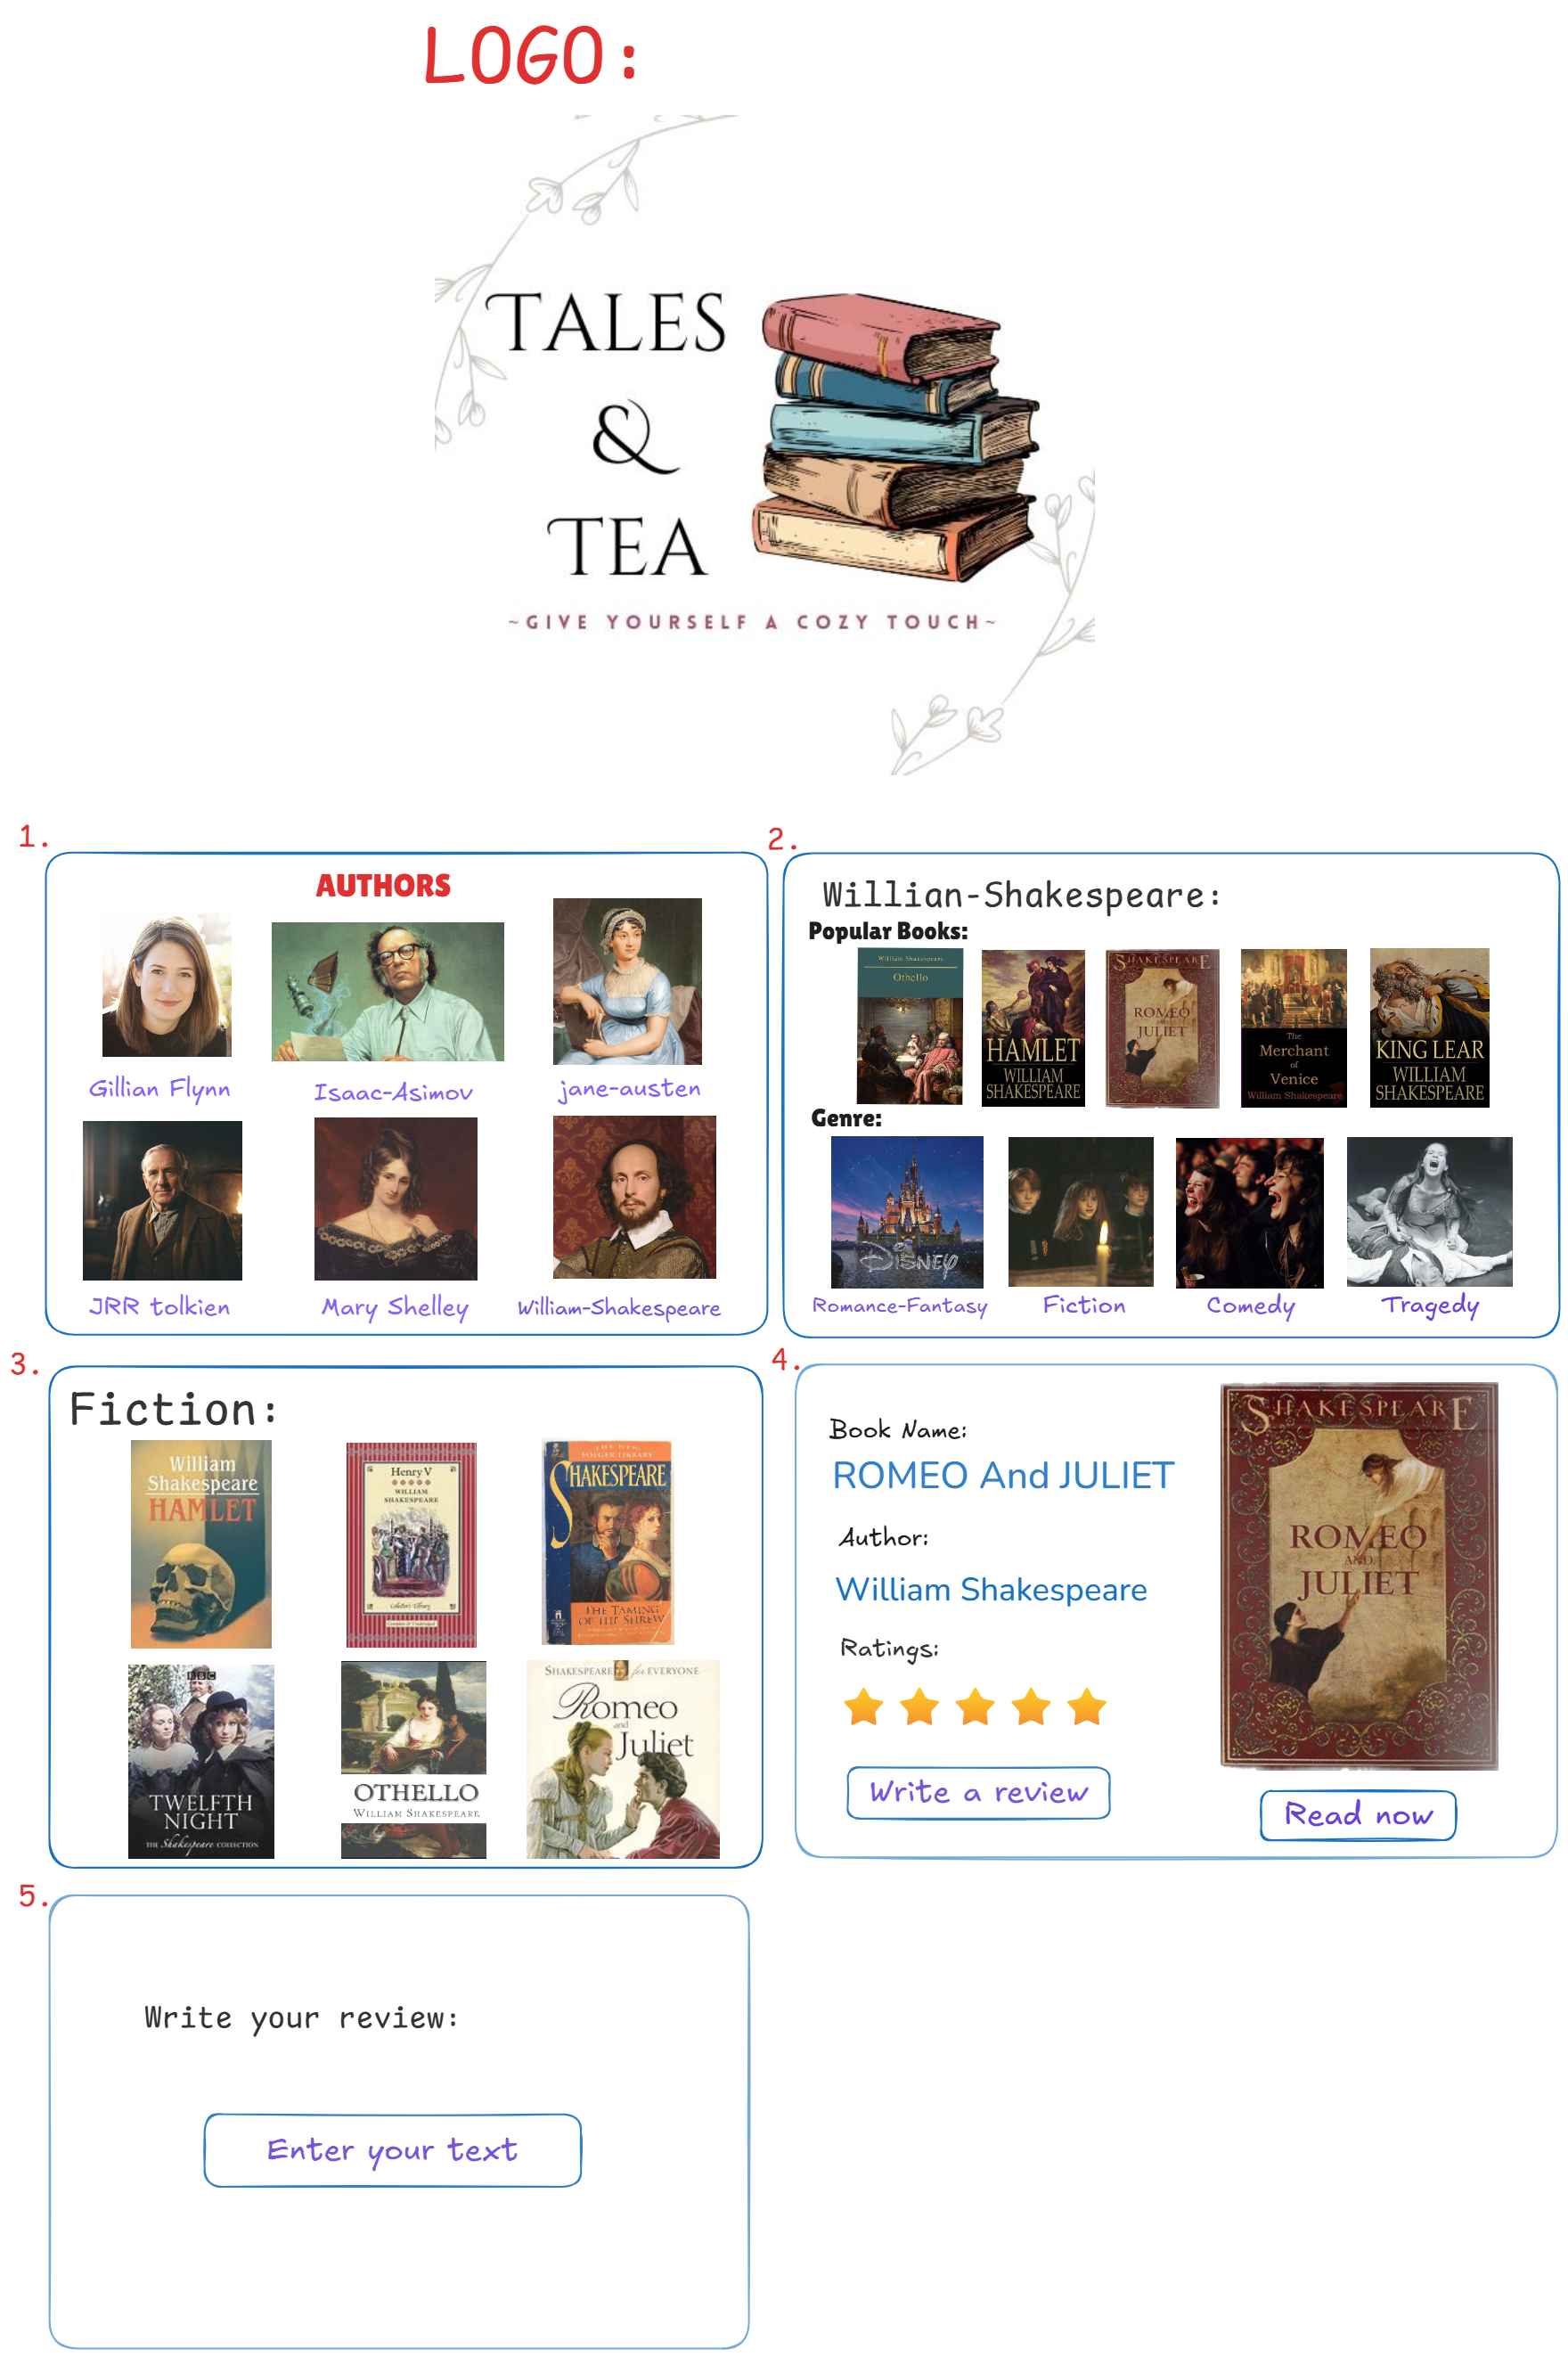 LOGO:
TALES
&
TEA
~GIVE YOURSELF A COZY TOUCH~
1.
AUTHORS
Gillian Flynn
Isaac-Asimov
jane-austen
JRR tolkien
Mary Shelley
William-Shakespeare
2.
Willian-Shakespeare:
Popular Books:
William Shakespeare
Othello
HAMLET
WILLIAM
SHAKESPEARE
SHAKESPEARE
ROMEO
AND
JULIET
The
Merchant
of
Venice
William Shakespeare
KING LEAR
WILLIAM
SHAKESPEARE
Genre:
DISNEY
Romance-Fantasy
Fiction
Comedy
Tragedy
3.
Fiction:
William
Shakespeare
HAMLET
Henry V
WILLIAM
SHAKESPEARE
Collector's Library
THE NEW
FOLGER LIBRARY
SHAKESPEARE
THE TAMING
OF THE SHREW
BBC
TWELFTH
NIGHT
THE Shakespeare COLLECTION
OTHELLO
WILLIAM SHAKESPEARE
SHAKESPEARE for EVERYONE
Romeo
and
Juliet
4.
Book Name:
ROMEO And JULIET
Author:
William Shakespeare
Ratings:
Write a review
SHAKESPEARE
ROMEO
AND
JULIET
Read now
5.
Write your review:
Enter your text